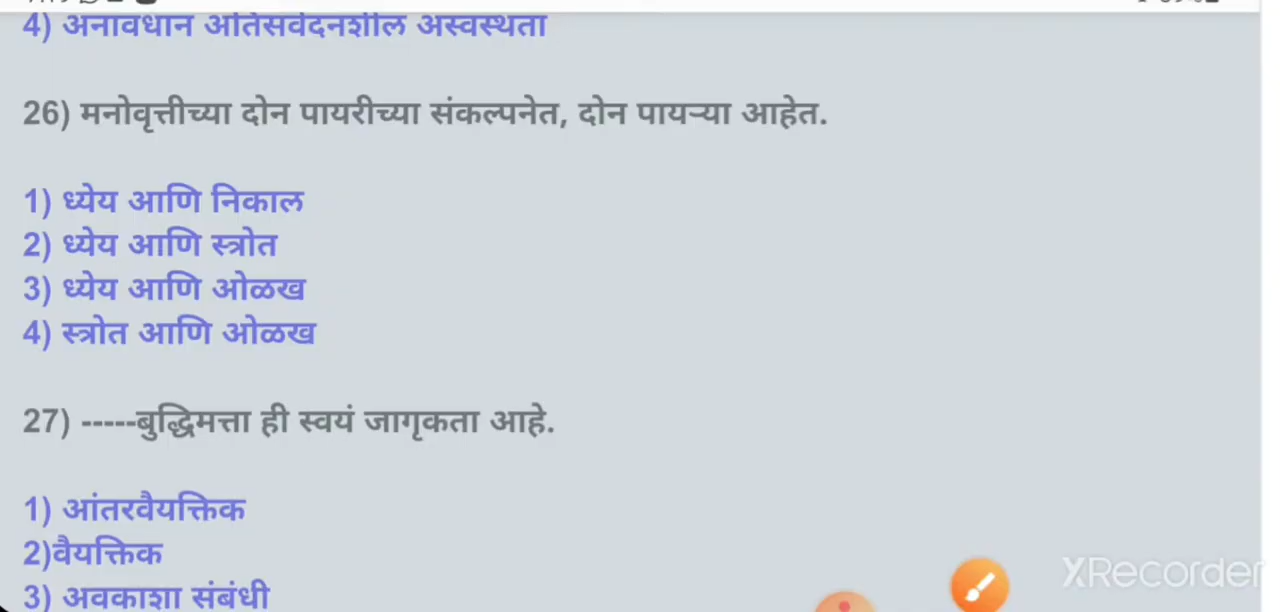 4) अनावधान अतिसंवेदनशील अस्वस्थता
26) मनोवृत्तीच्या दोन पायरीच्या संकल्पनेत, दोन पायऱ्या आहेत.
1) ध्येय आणि निकाल
2) ध्येय आणि स्त्रोत
3) ध्येय आणि ओळख
4) स्त्रोत आणि ओळख
27) -----बुद्धिमत्ता ही स्वयं जागृकता आहे.
1) आंतरवैयक्तिक
2)वैयक्तिक
3) अवकाशा संबंधी
XRecorder